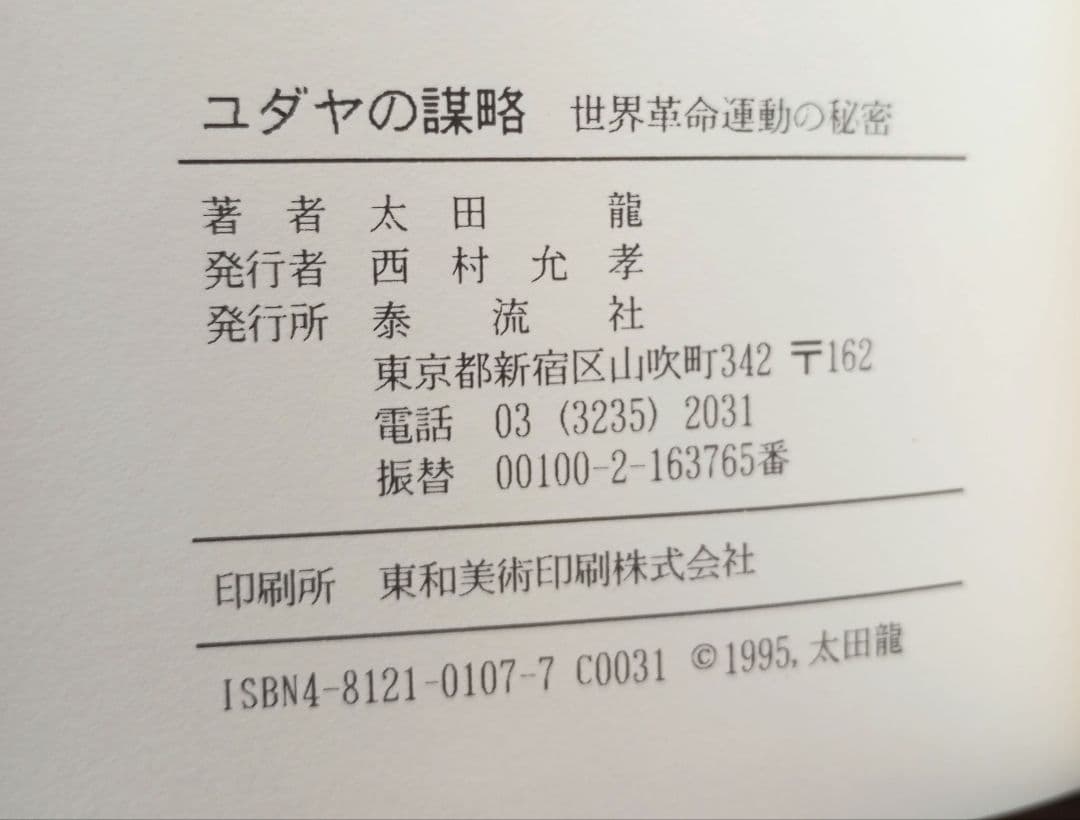 ユダヤの謀略 世界革命運動の秘密
著者 太田龍
発行者 西村允孝
発行所 泰流社
東京都新宿区山吹町342 〒162
電話 03 (3235) 2031
振替 00100-2-163765番
印刷所 東和美術印刷株式会社
ISBN4-8121-0107-7 C0031 ©1995, 太田龍